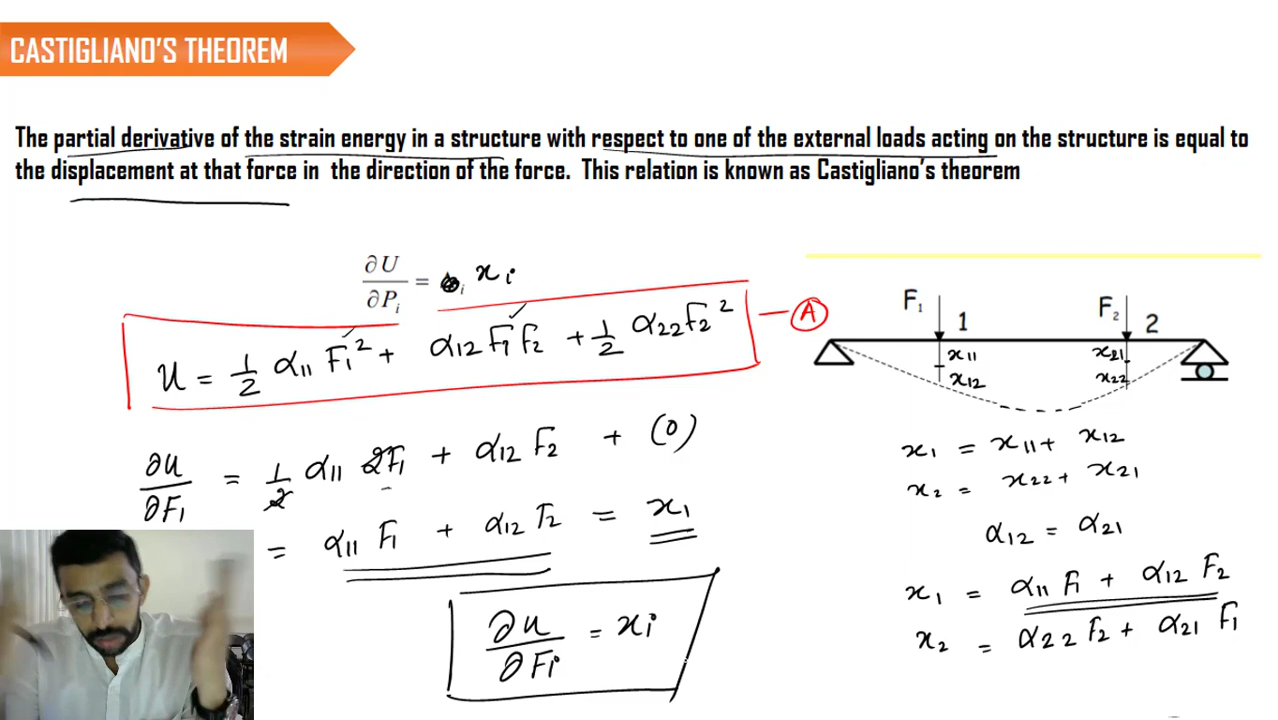 CASTIGLIANO'S THEOREM
The partial derivative of the strain energy in a structure with respect to one of the external loads acting on the structure is equal to
the displacement at that force in the direction of the force. This relation is known as Castigliano's theorem
∂U/∂Pᵢ = xᵢ
U = 1/2 α₁₁ F₁² + α₁₂ F₁ F₂ + 1/2 α₂₂ F₂² — A
∂U/∂F₁ = 1/2 α₁₁ 2F₁ + α₁₂ F₂ + (0)
= α₁₁ F₁ + α₁₂ F₂ = x₁
∂U/∂Fᵢ = xᵢ
F₁ 1 F₂ 2
x₁₁ x₂₁
x₁₂ x₂₂
x₁ = x₁₁ + x₁₂
x₂ = x₂₂ + x₂₁
α₁₂ = α₂₁
x₁ = α₁₁ F₁ + α₁₂ F₂
x₂ = α₂₂ F₂ + α₂₁ F₁